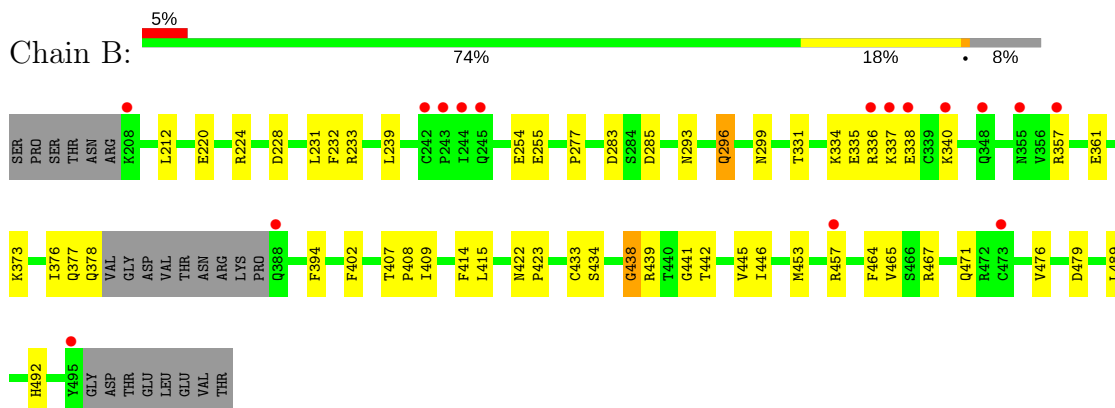 5%
Chain B:
74% 18% • 8%
SER PRO SER THR ASN ARG K208 L212 E220 R224 D228 L231 F232 R233 L239 C242 P243 I244 Q245 E254 E255 P277 D283 S284 D285 N293 Q296 N299 T331 K334 E335 R336 K337 E338 C339 K340 Q348 N355 V356 R357 E361
K373 I376 Q377 Q378 VAL GLY ASP VAL THR ASN ARG LYS PRO Q388 F394 F402 T407 P408 I409 F414 L415 N422 P423 C433 S434 G438 R439 T440 G441 T442 V445 I446 M453 R457 F464 V465 S466 R467 Q471 R472 C473 V476 D479 L489
H492 Y495 GLY ASP THR GLU LEU GLU VAL THR